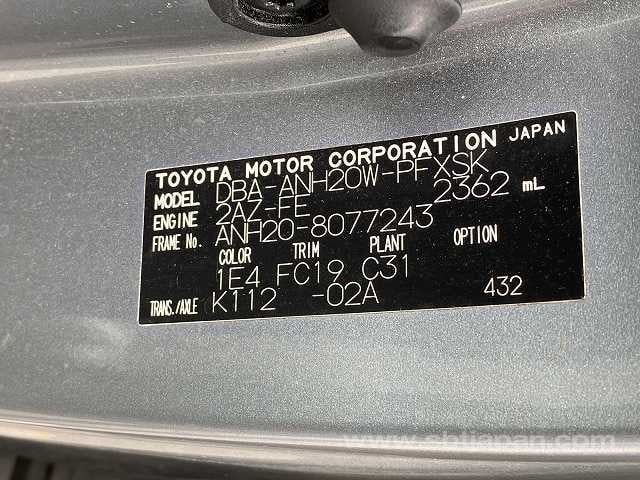 TOYOTA MOTOR CORPORATION JAPAN
MODEL DBA-ANH20W-PFXSK
ENGINE 2AZ-FE 2362 mL
FRAME No. ANH20-8077243
COLOR TRIM PLANT OPTION
1E4 FC19 C31
TRANS./AXLE K112 -02A 432
www.sbtjapan.com